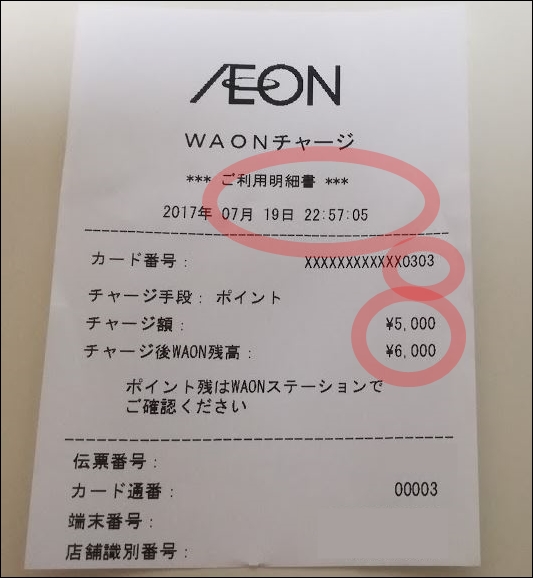 ÆON
WAONチャージ
*** ご利用明細書 ***
2017年 07月 19日 22:57:05
カード番号: XXXXXXXXXXXX0303
チャージ手段: ポイント
チャージ額: ¥5,000
チャージ後WAON残高: ¥6,000
ポイント残はWAONステーションで
ご確認ください
伝票番号:
カード通番: 00003
端末番号:
店舗識別番号: